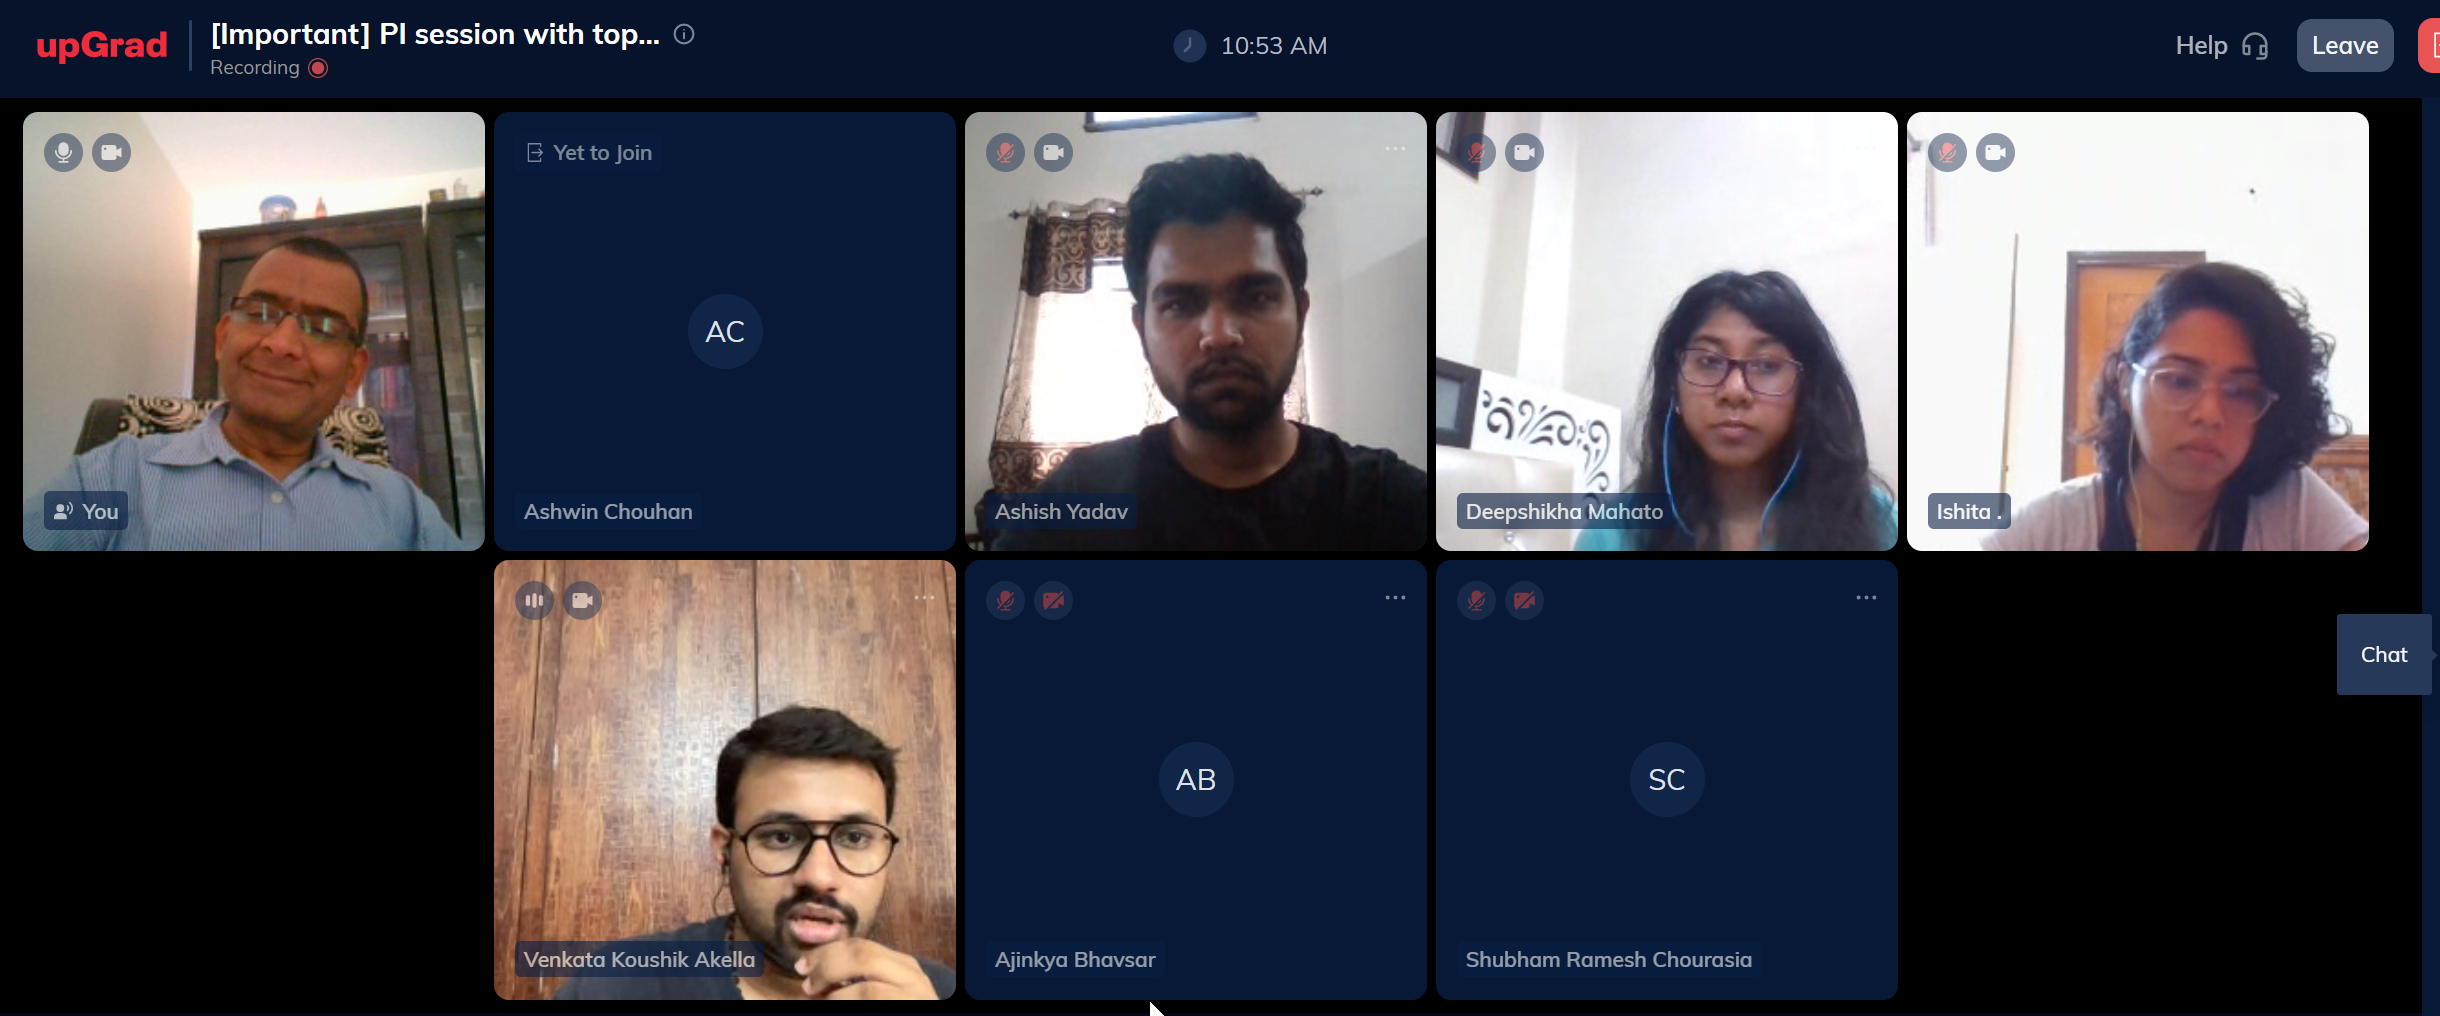 upGrad
[Important] PI session with top...
Recording
10:53 AM
Help
Leave
You
Yet to Join
AC
Ashwin Chouhan
Ashish Yadav
Deepshikha Mahato
Ishita .
Venkata Koushik Akella
AB
Ajinkya Bhavsar
SC
Shubham Ramesh Chourasia
Chat